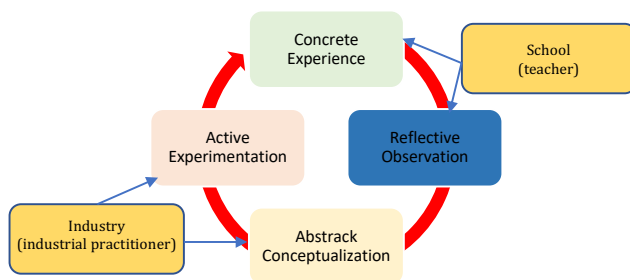 Concrete
Experience
School
(teacher)
Active
Experimentation
Reflective
Observation
Industry
(industrial practitioner)
Abstrack
Conceptualization